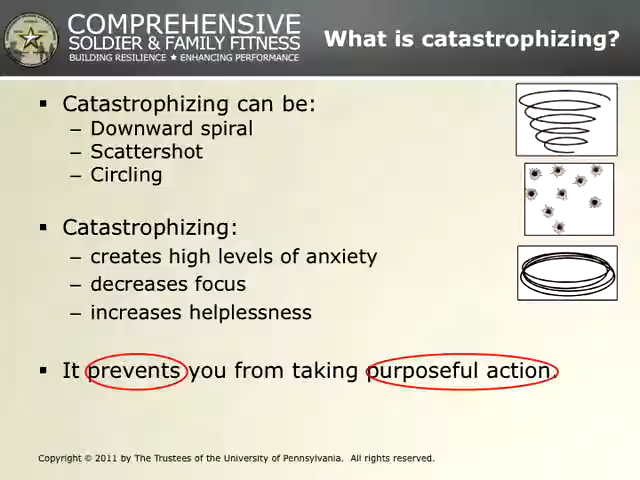 COMPREHENSIVE
SOLDIER & FAMILY FITNESS
BUILDING RESILIENCE ★ ENHANCING PERFORMANCE
What is catastrophizing?
▪ Catastrophizing can be:
– Downward spiral
– Scattershot
– Circling
▪ Catastrophizing:
– creates high levels of anxiety
– decreases focus
– increases helplessness
▪ It prevents you from taking purposeful action.
Copyright © 2011 by The Trustees of the University of Pennsylvania. All rights reserved.